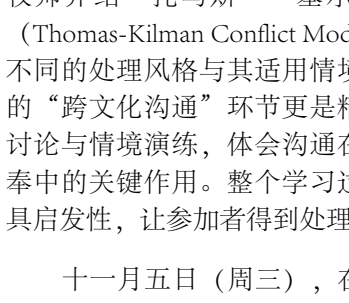 教师介绍“托马斯——基尔
（Thomas-Kilman Conflict Mod
不同的处理风格与其适用情境
的“跨文化沟通”环节更是精
讨论与情境演练，体会沟通在
奉中的关键作用。整个学习过
具启发性，让参加者得到处理
十一月五日（周三），在